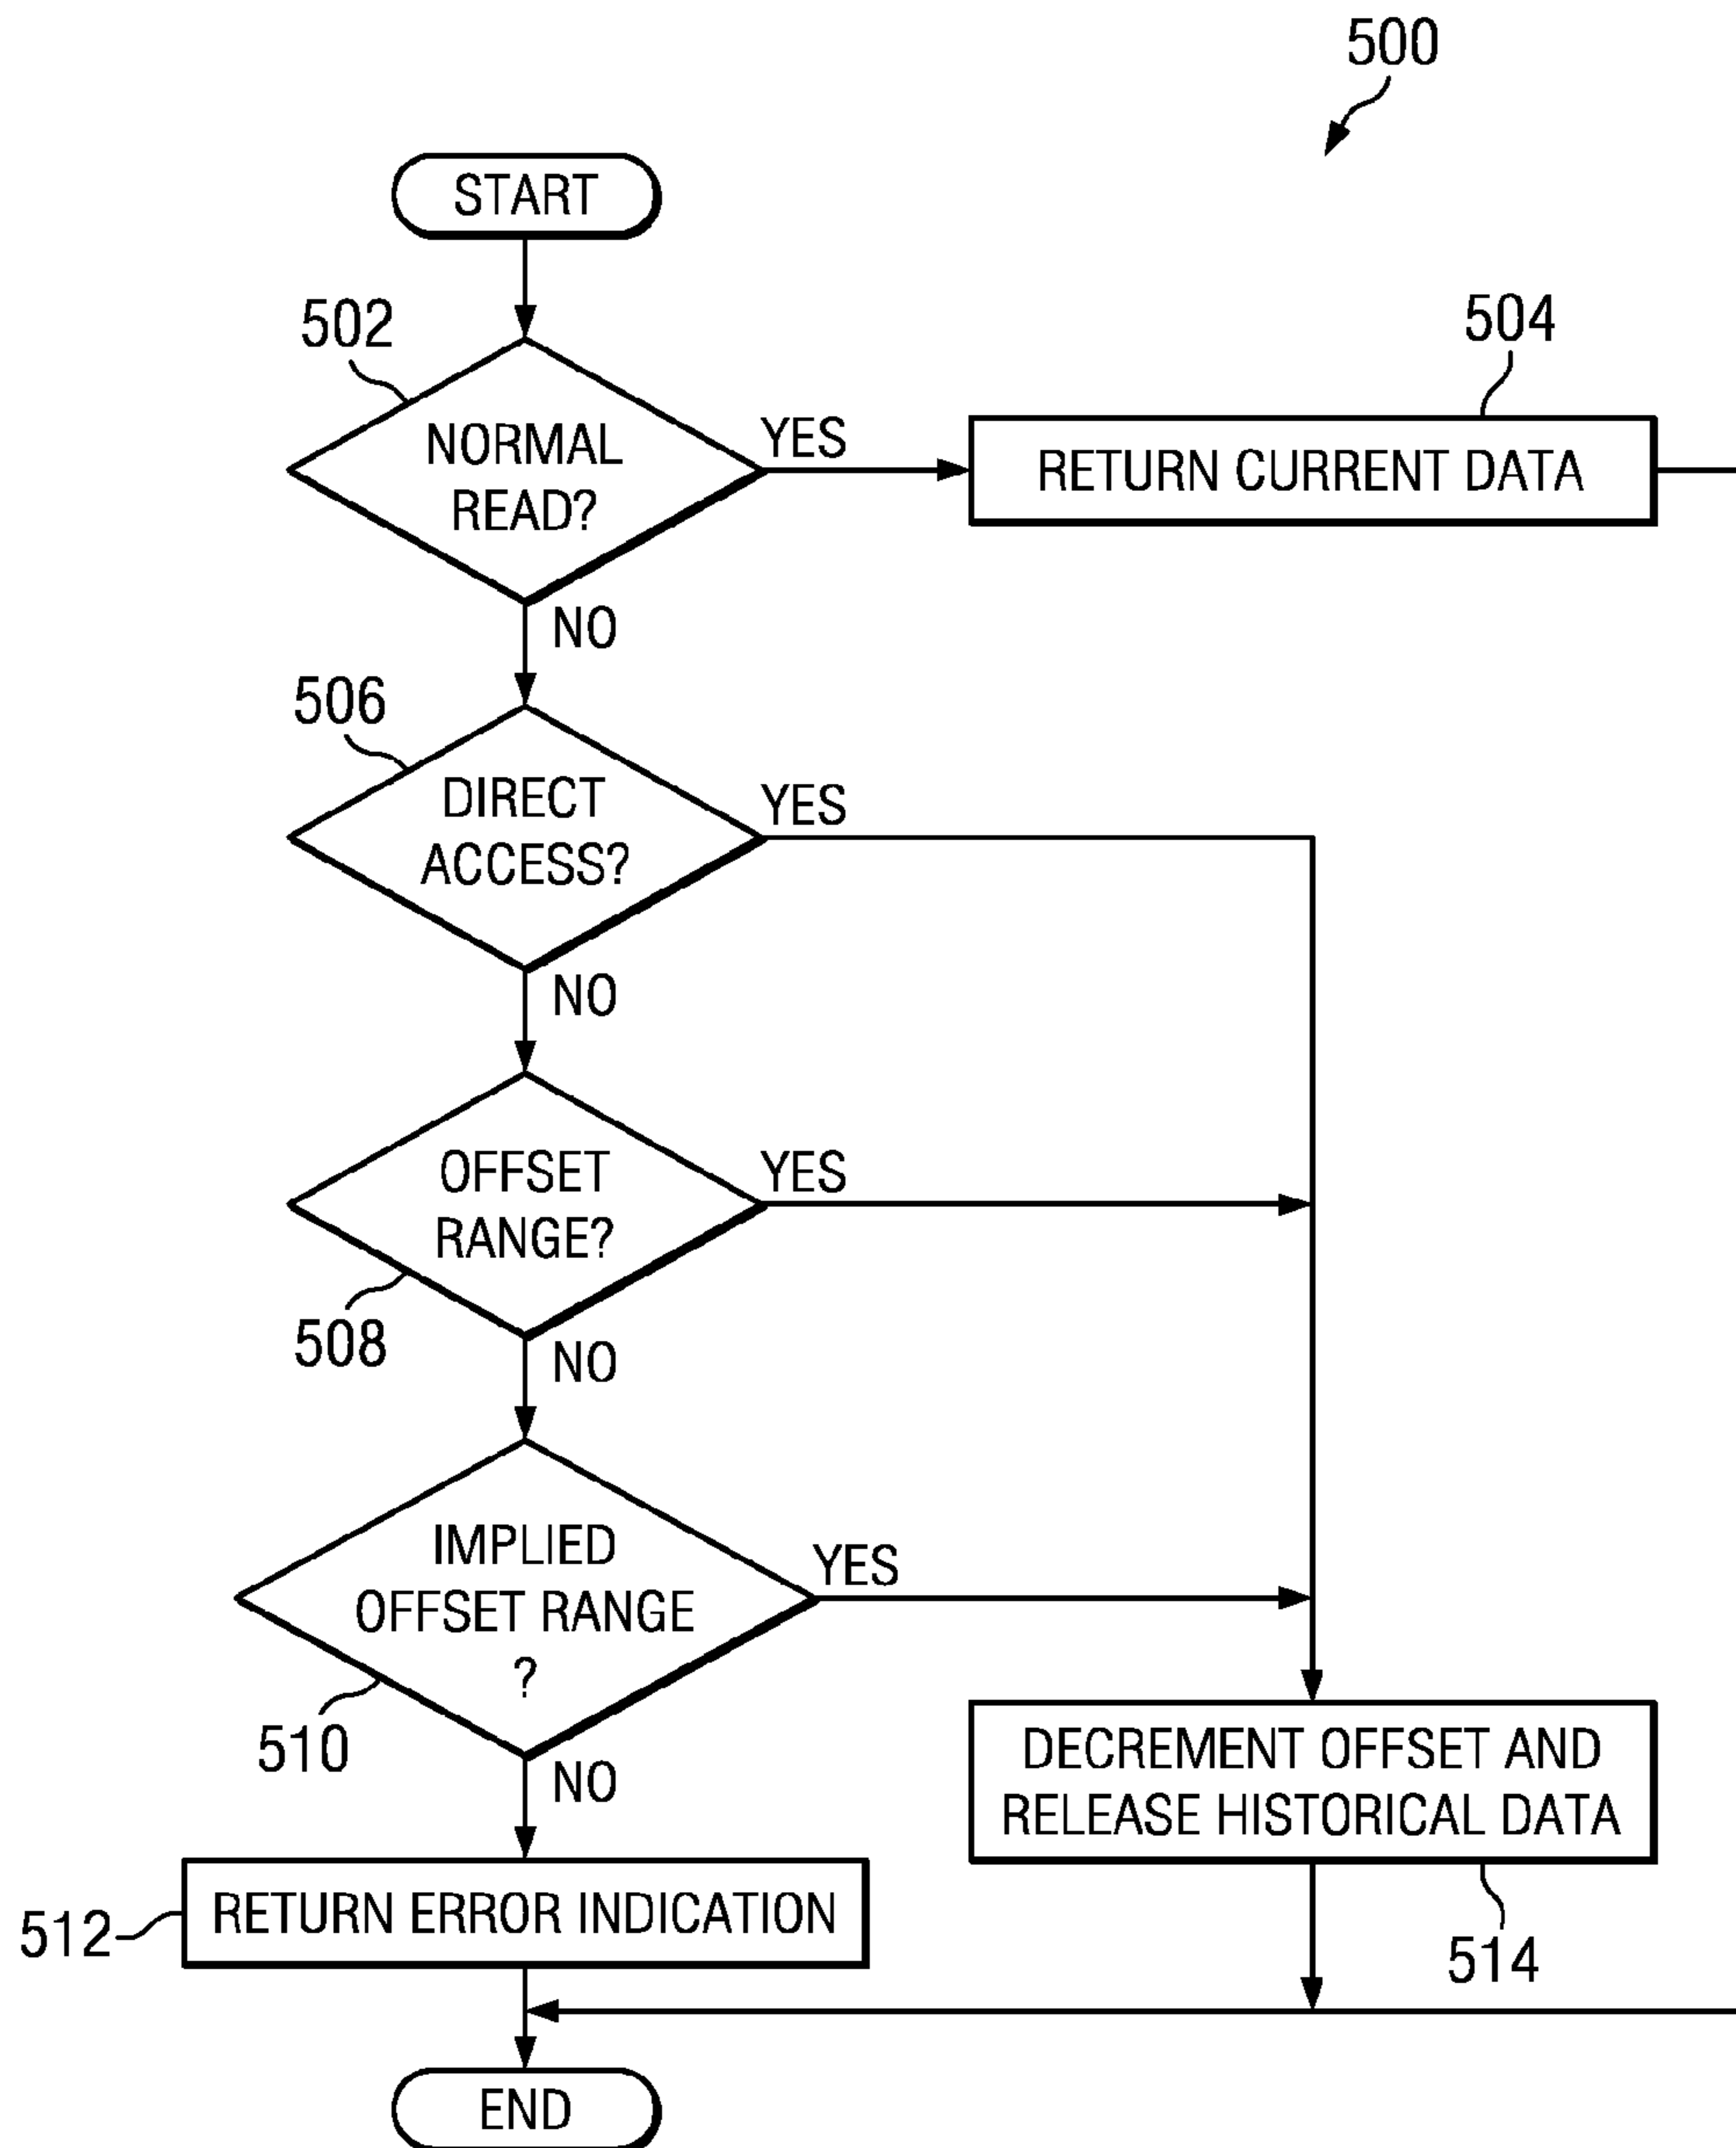 500
START
502
NORMAL
READ?
YES
504
RETURN CURRENT DATA
NO
506
DIRECT
ACCESS?
YES
NO
OFFSET
RANGE?
YES
508
NO
IMPLIED
OFFSET RANGE
?
YES
510
NO
DECREMENT OFFSET AND
RELEASE HISTORICAL DATA
512
RETURN ERROR INDICATION
514
END